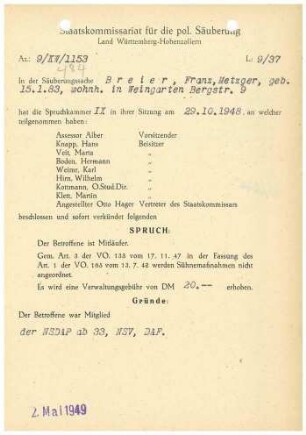 Staatskommissariat für die pol. Säuberung
Land Württemberg-Hohenzollern
Az.: 9/XV/1153
L: 9/37
In der Säuberungssache Breier, Franz, Metzger, geb.
15.1.83, wohnh. in Weingarten Bergstr. 9
hat die Spruchkammer IX in ihrer Sitzung am 29.10.1948, an welcher
teilgenommen haben:
Assessor Alber Vorsitzender
Knapp, Hans Beisitzer
Veit, Maria "
Boden, Hermann "
Weimr, Karl "
Hirn, Wilhelm "
Kottmann, O.Stud.Dir. "
Klett, Martin "
Angestellter Otto Hager Vertreter des Staatskommissars
beschlossen und sofort verkündet folgenden
SPRUCH:
Der Betroffene ist Mitläufer.
Gem. Art. 3 der VO. 133 vom 17. 11. 47 in der Fassung des
Art. 1 der VO. 165 vom 13. 7. 48 werden Sühnemaßnahmen nicht
angeordnet.
Es wird eine Verwaltungsgebühr von DM 20.-- erhoben.
Gründe:
Der Betroffene war Mitglied
der NSDAP ab 33, NSV, DAF.
2. Mai 1949